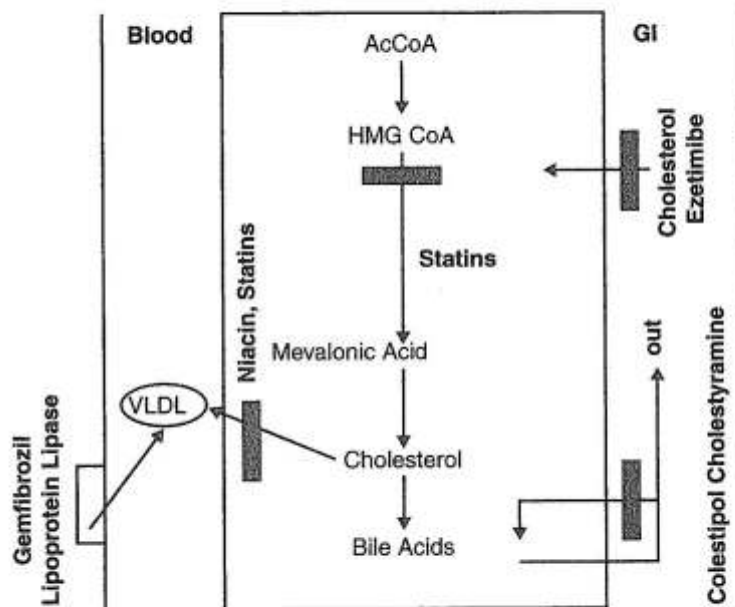 Blood
AcCoA
GI
HMG CoA
Cholesterol
Ezetimibe
Statins
Niacin, Statins
Mevalonic Acid
out
VLDL
Cholesterol
Gemfibrozil
Lipoprotein Lipase
Colestipol Cholestyramine
Bile Acids